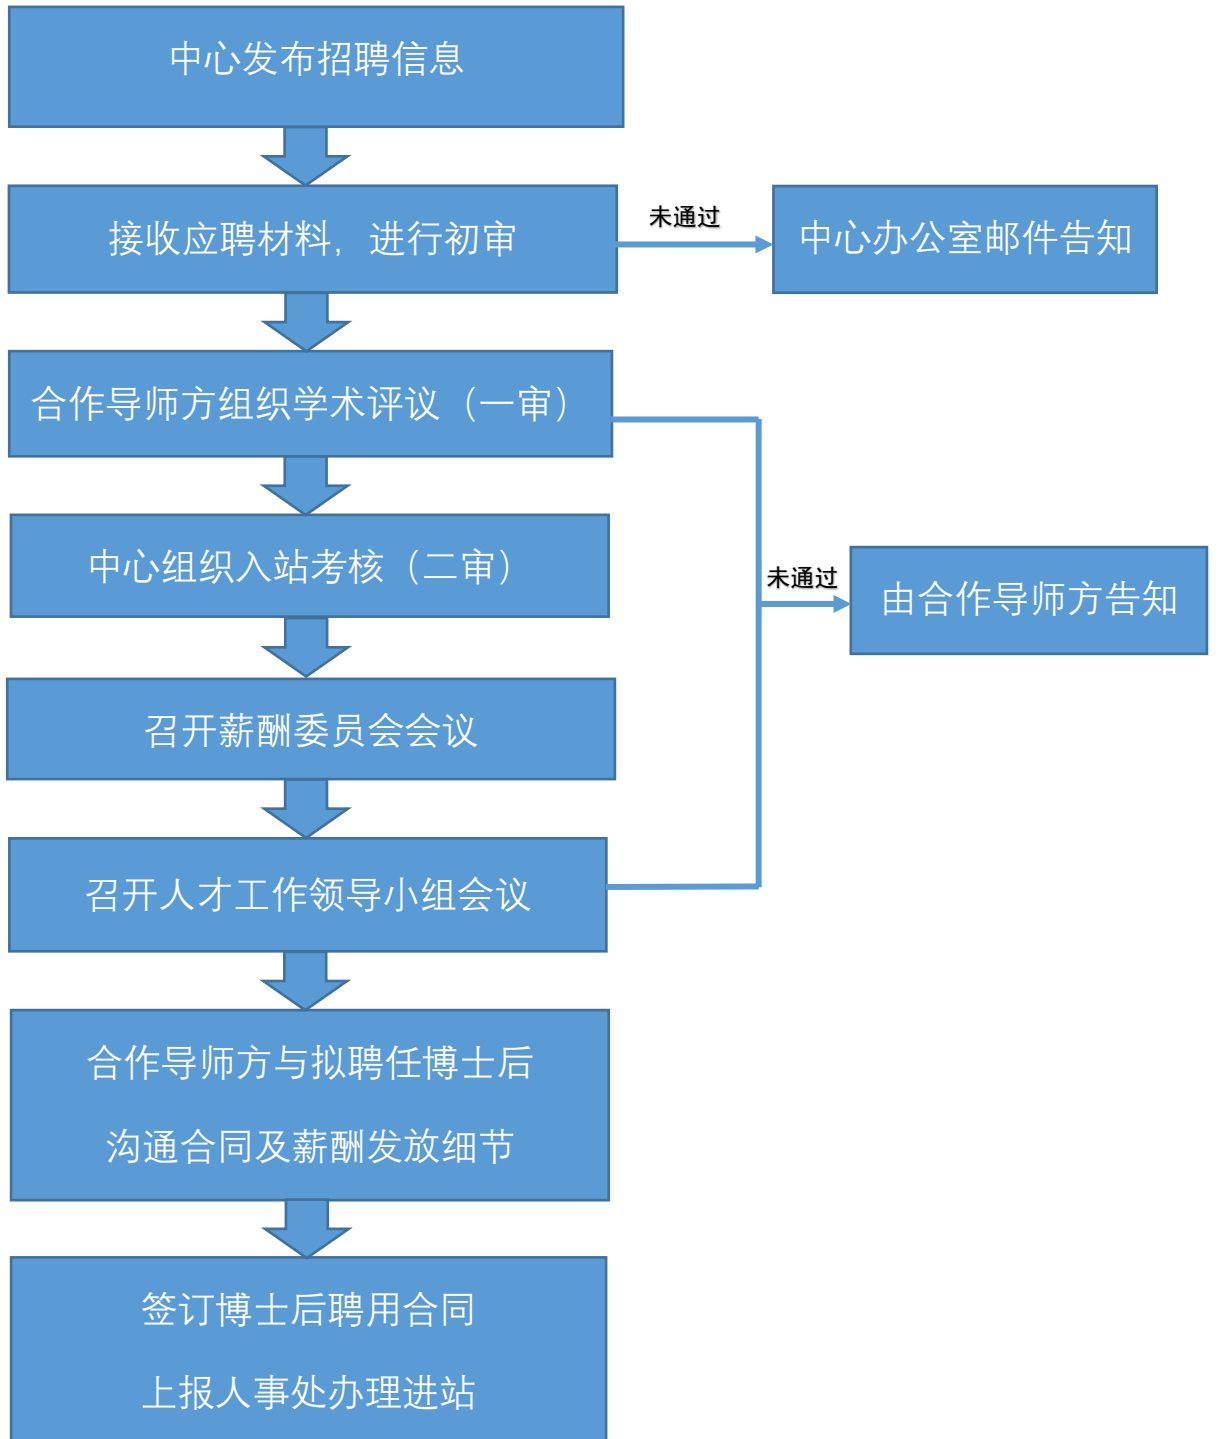 中心发布招聘信息
接收应聘材料，进行初审
未通过
中心办公室邮件告知
合作导师方组织学术评议（一审）
中心组织入站考核（二审）
未通过
由合作导师方告知
召开薪酬委员会会议
召开人才工作领导小组会议
合作导师方与拟聘任博士后
沟通合同及薪酬发放细节
签订博士后聘用合同
上报人事处办理进站